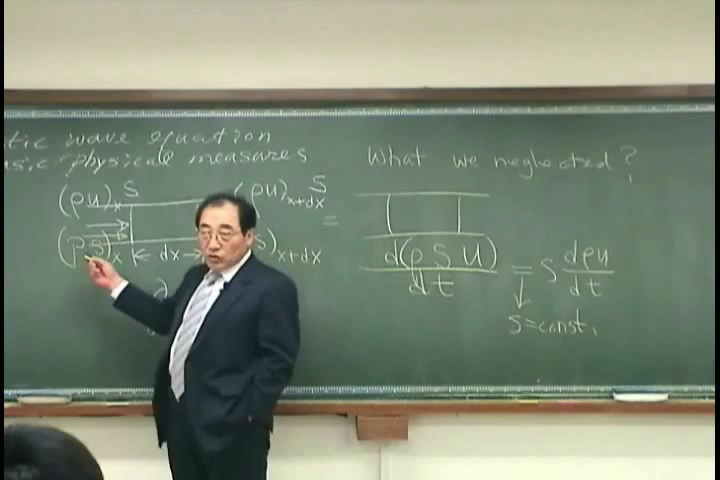 tic wave equation
sic physical measures
(ρu)x S (ρu)x+dx S
(pS)x ← dx → S)x+dx
=
What we neglected?
d(ρSu)/dt = S dρu/dt
↓
S=const.